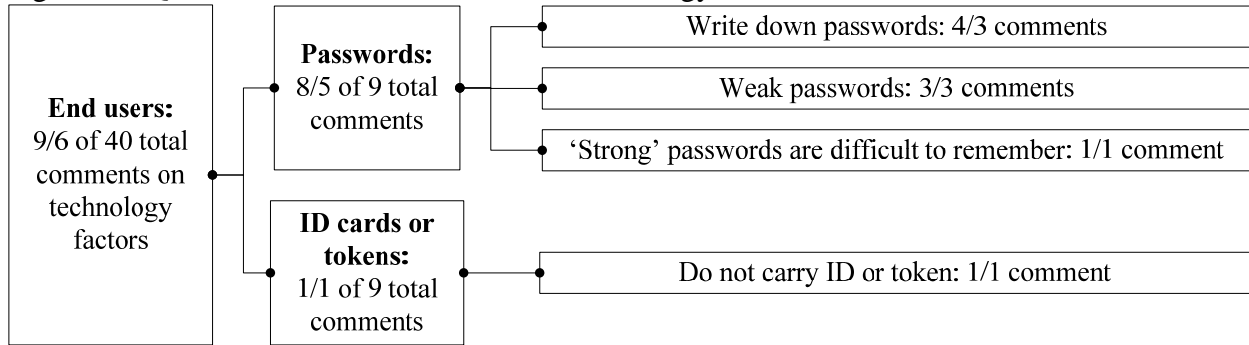 End users:
9/6 of 40 total
comments on
technology
factors
Passwords:
8/5 of 9 total
comments
Write down passwords: 4/3 comments
Weak passwords: 3/3 comments
‘Strong’ passwords are difficult to remember: 1/1 comment
ID cards or
tokens:
1/1 of 9 total
comments
Do not carry ID or token: 1/1 comment